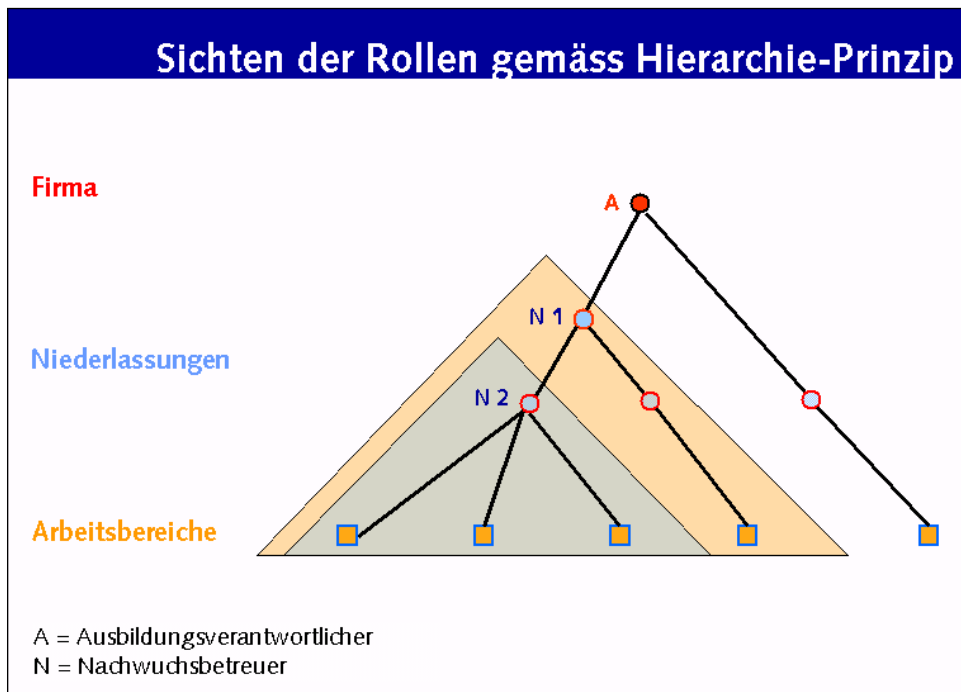 Sichten der Rollen gemäss Hierarchie-Prinzip
Firma
A
N 1
Niederlassungen
N 2
Arbeitsbereiche
A = Ausbildungsverantwortlicher
N = Nachwuchsbetreuer